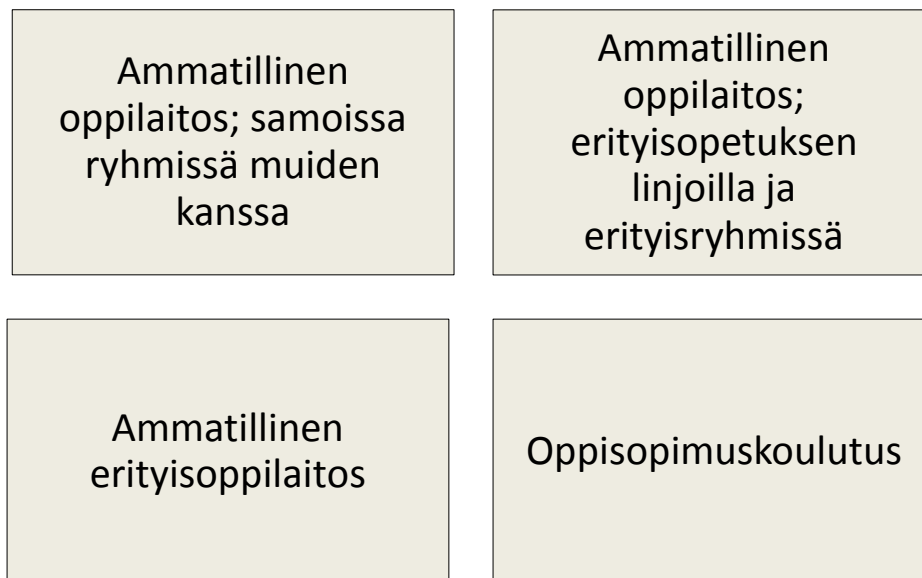 Ammatillinen
oppilaitos; samoissa
ryhmissä muiden
kanssa
Ammatillinen
oppilaitos;
erityisopetuksen
linjoilla ja
erityisryhmissä
Ammatillinen
erityisoppilaitos
Oppisopimuskoulutus